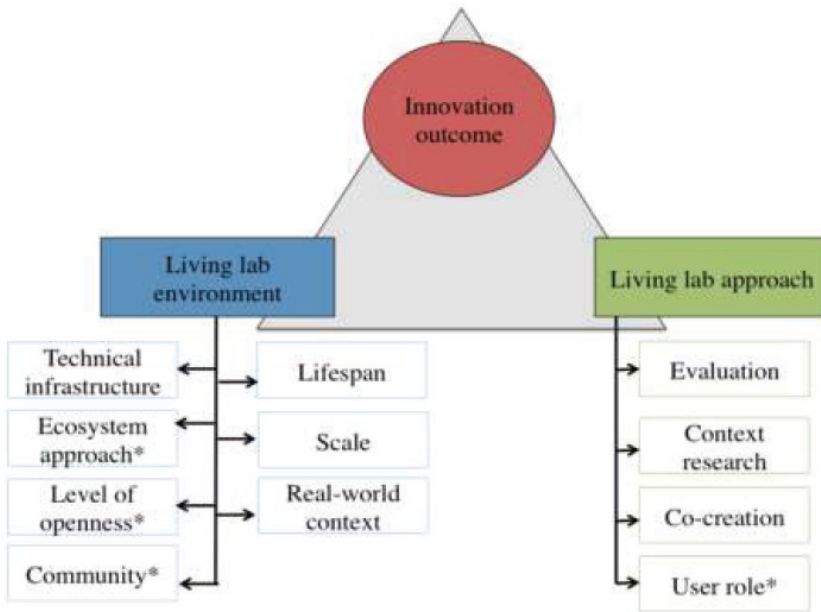 Innovation
outcome
Living lab
environment
Living lab approach
Technical
infrastructure
Ecosystem
approach*
Level of
openness*
Community*
Lifespan
Scale
Real-world
context
Evaluation
Context
research
Co-creation
User role*